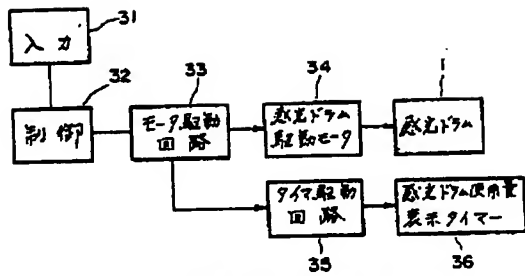 31
入力
32
制御
33
モータ駆動
回路
34
感光ドラム
駆動モータ
1
感光ドラム
タイマ駆動
回路
35
感光ドラム使用量
表示タイマー
36